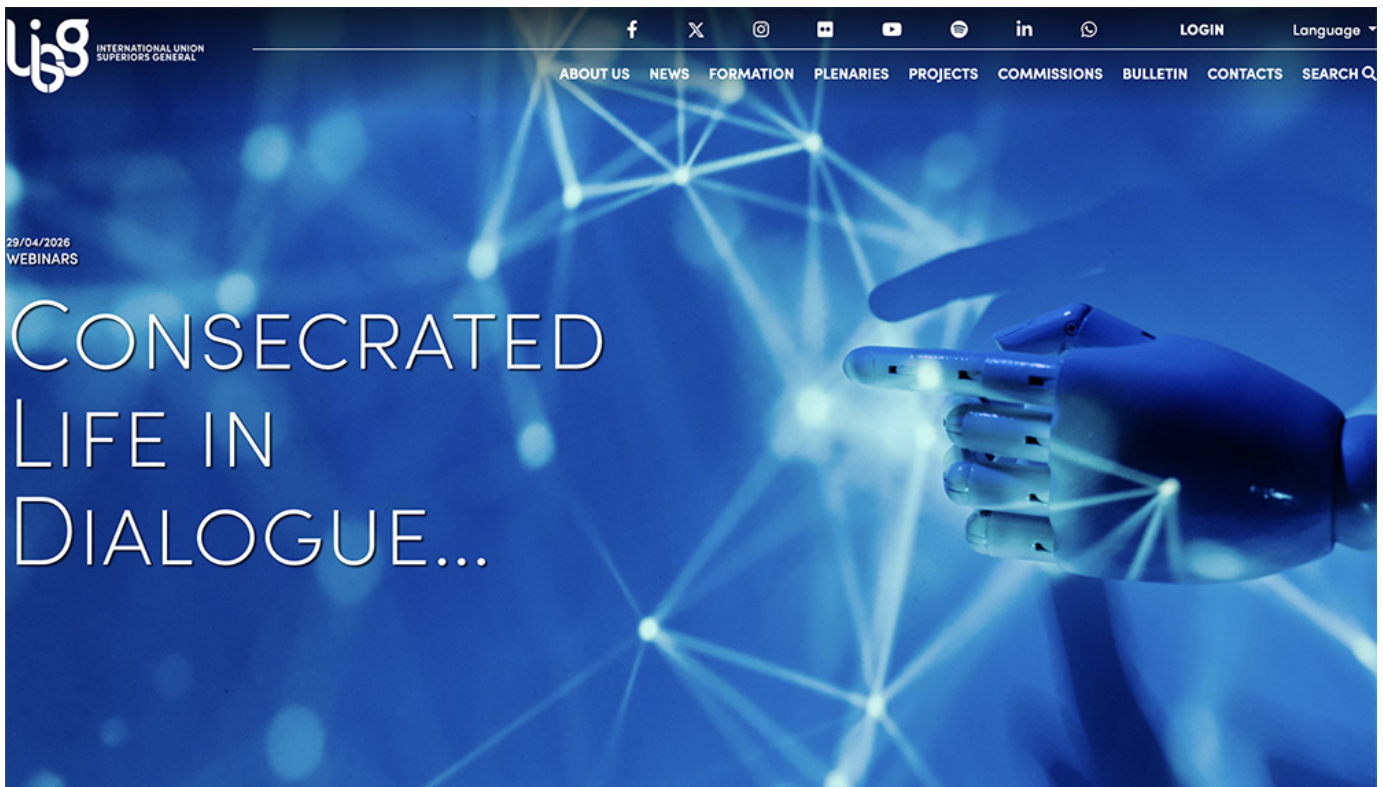 uisg
INTERNATIONAL UNION
SUPERIORS GENERAL
LOGIN
Language
ABOUT US NEWS FORMATION PLENARIES PROJECTS COMMISSIONS BULLETIN CONTACTS SEARCH
29/04/2026
WEBINARS
CONSECRATED
LIFE IN
DIALOGUE...